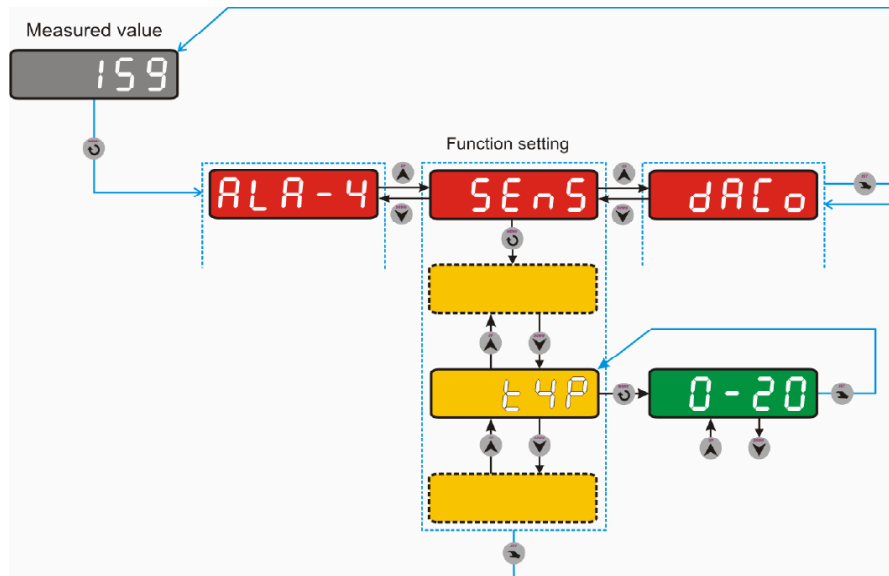 Measured value
159
Function setting
ALA-4
SEnS
dACo
tYP
0-20